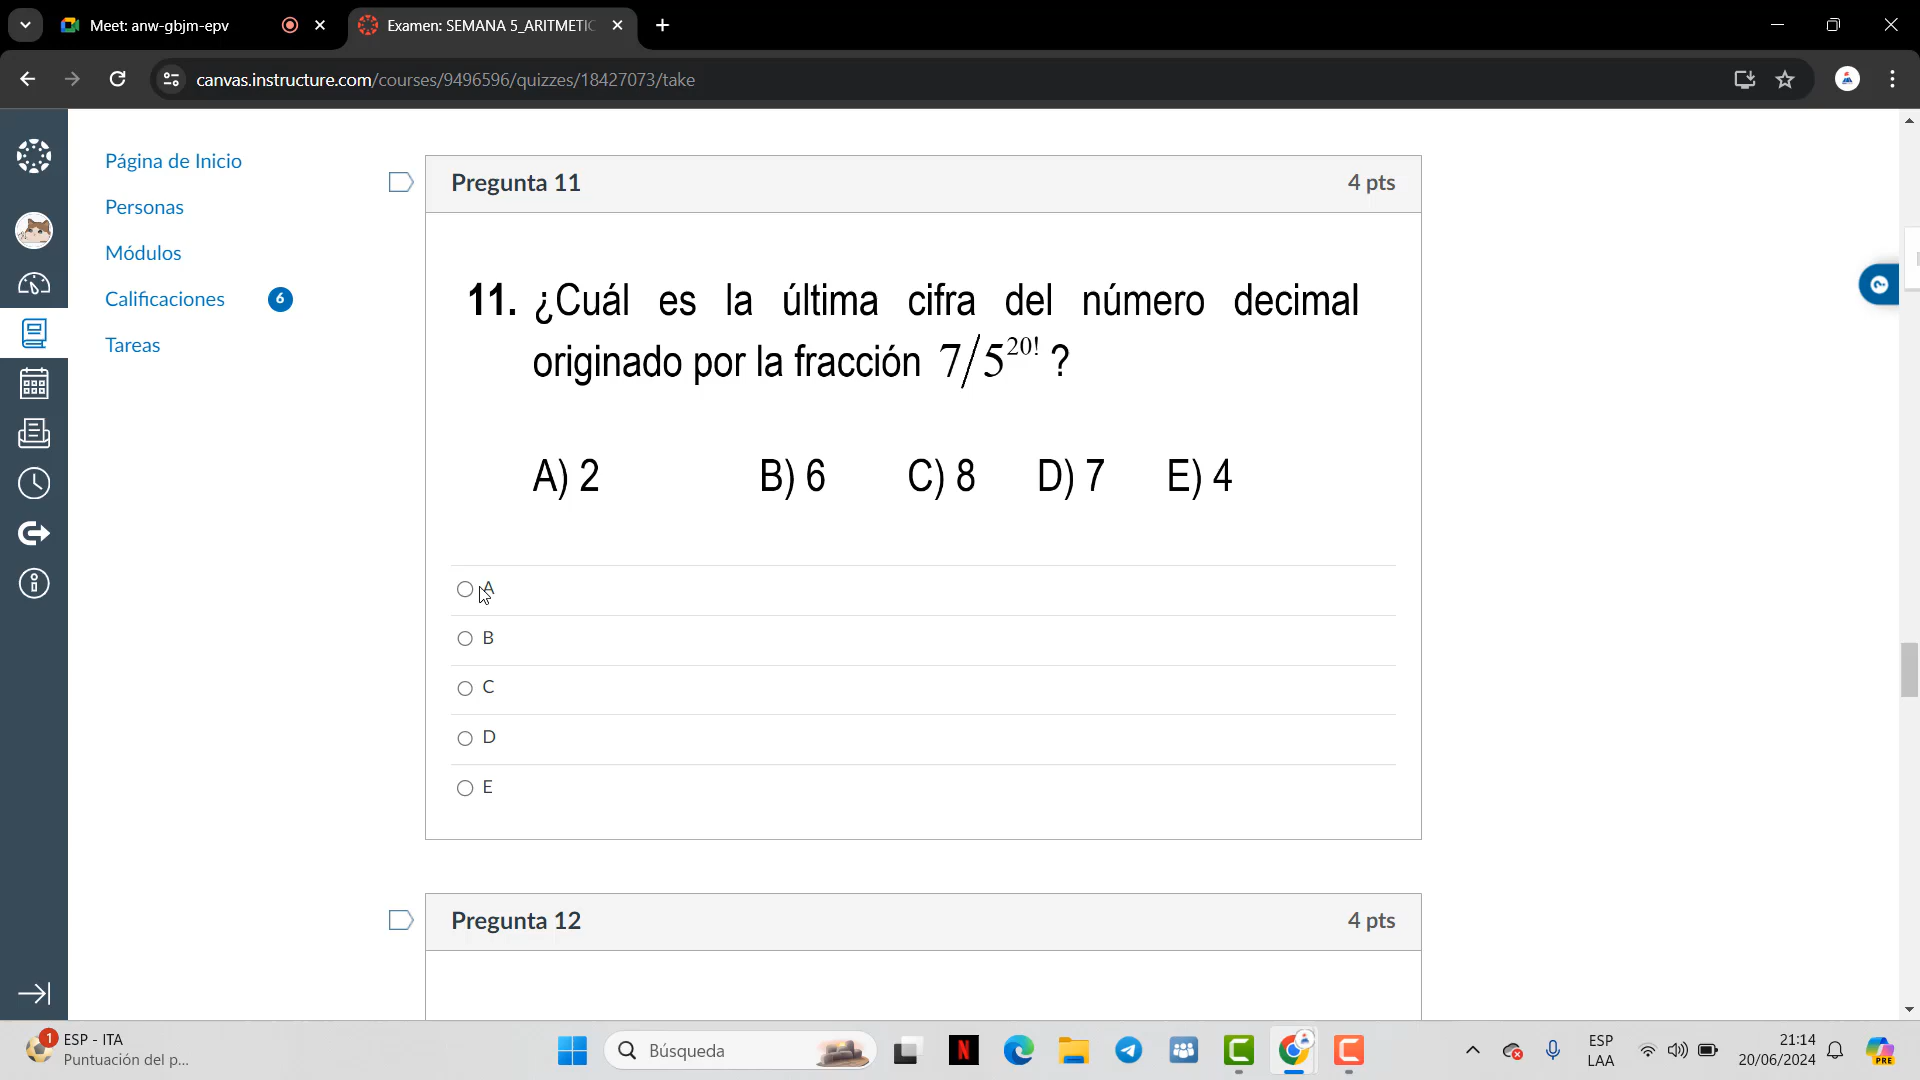 Meet: anw-gbjm-epv
Examen: SEMANA 5_ARITMETIC
canvas.instructure.com/courses/9496596/quizzes/18427073/take
Página de Inicio
Personas
Módulos
Calificaciones 6
Tareas
Pregunta 11 4 pts
11. ¿Cuál es la última cifra del número decimal
originado por la fracción 7/5^{20!} ?
A) 2 B) 6 C) 8 D) 7 E) 4
A
B
C
D
E
Pregunta 12 4 pts
1
ESP - ITA
Puntuación del p...
Búsqueda
N
ESP
LAA
21:14
20/06/2024
PRE